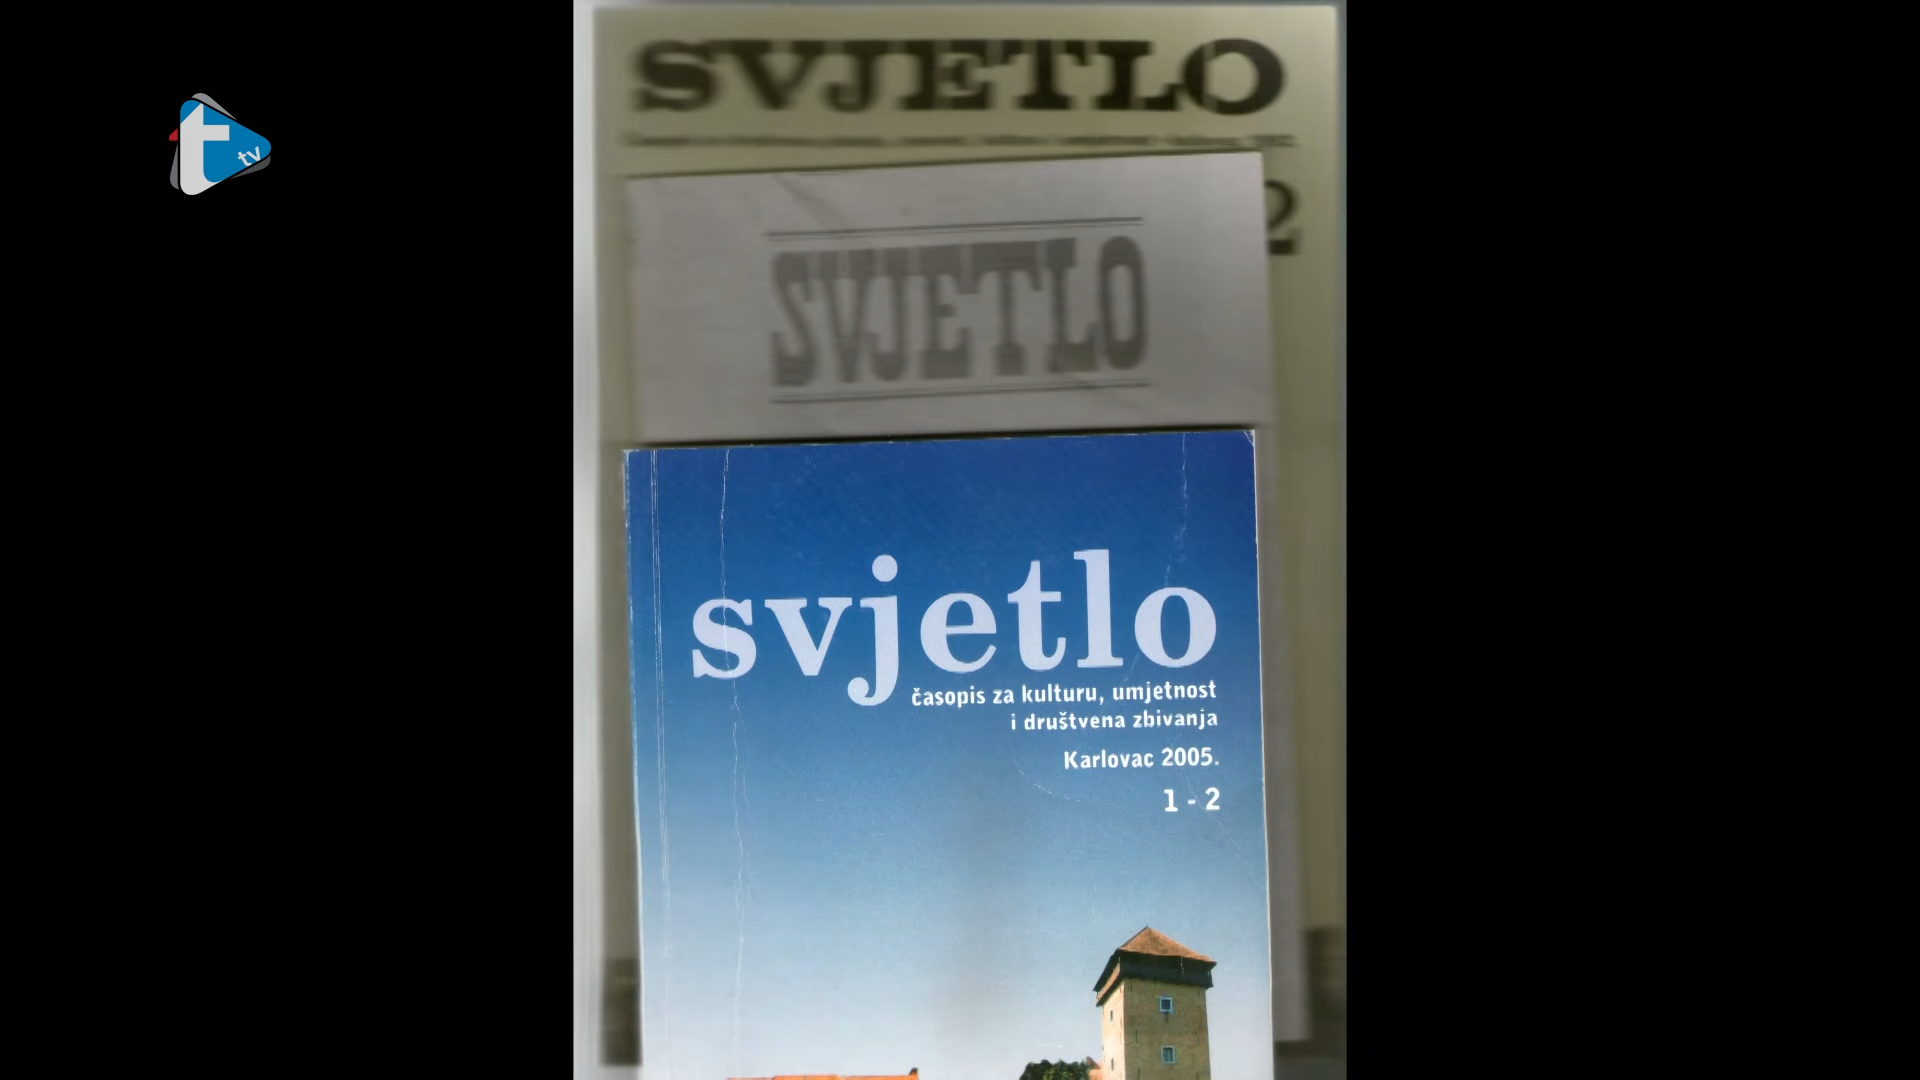 t
tv
SVJETLO
2
SVJETLO
svjetlo
časopis za kulturu, umjetnost
i društvena zbivanja
Karlovac 2005.
1 - 2